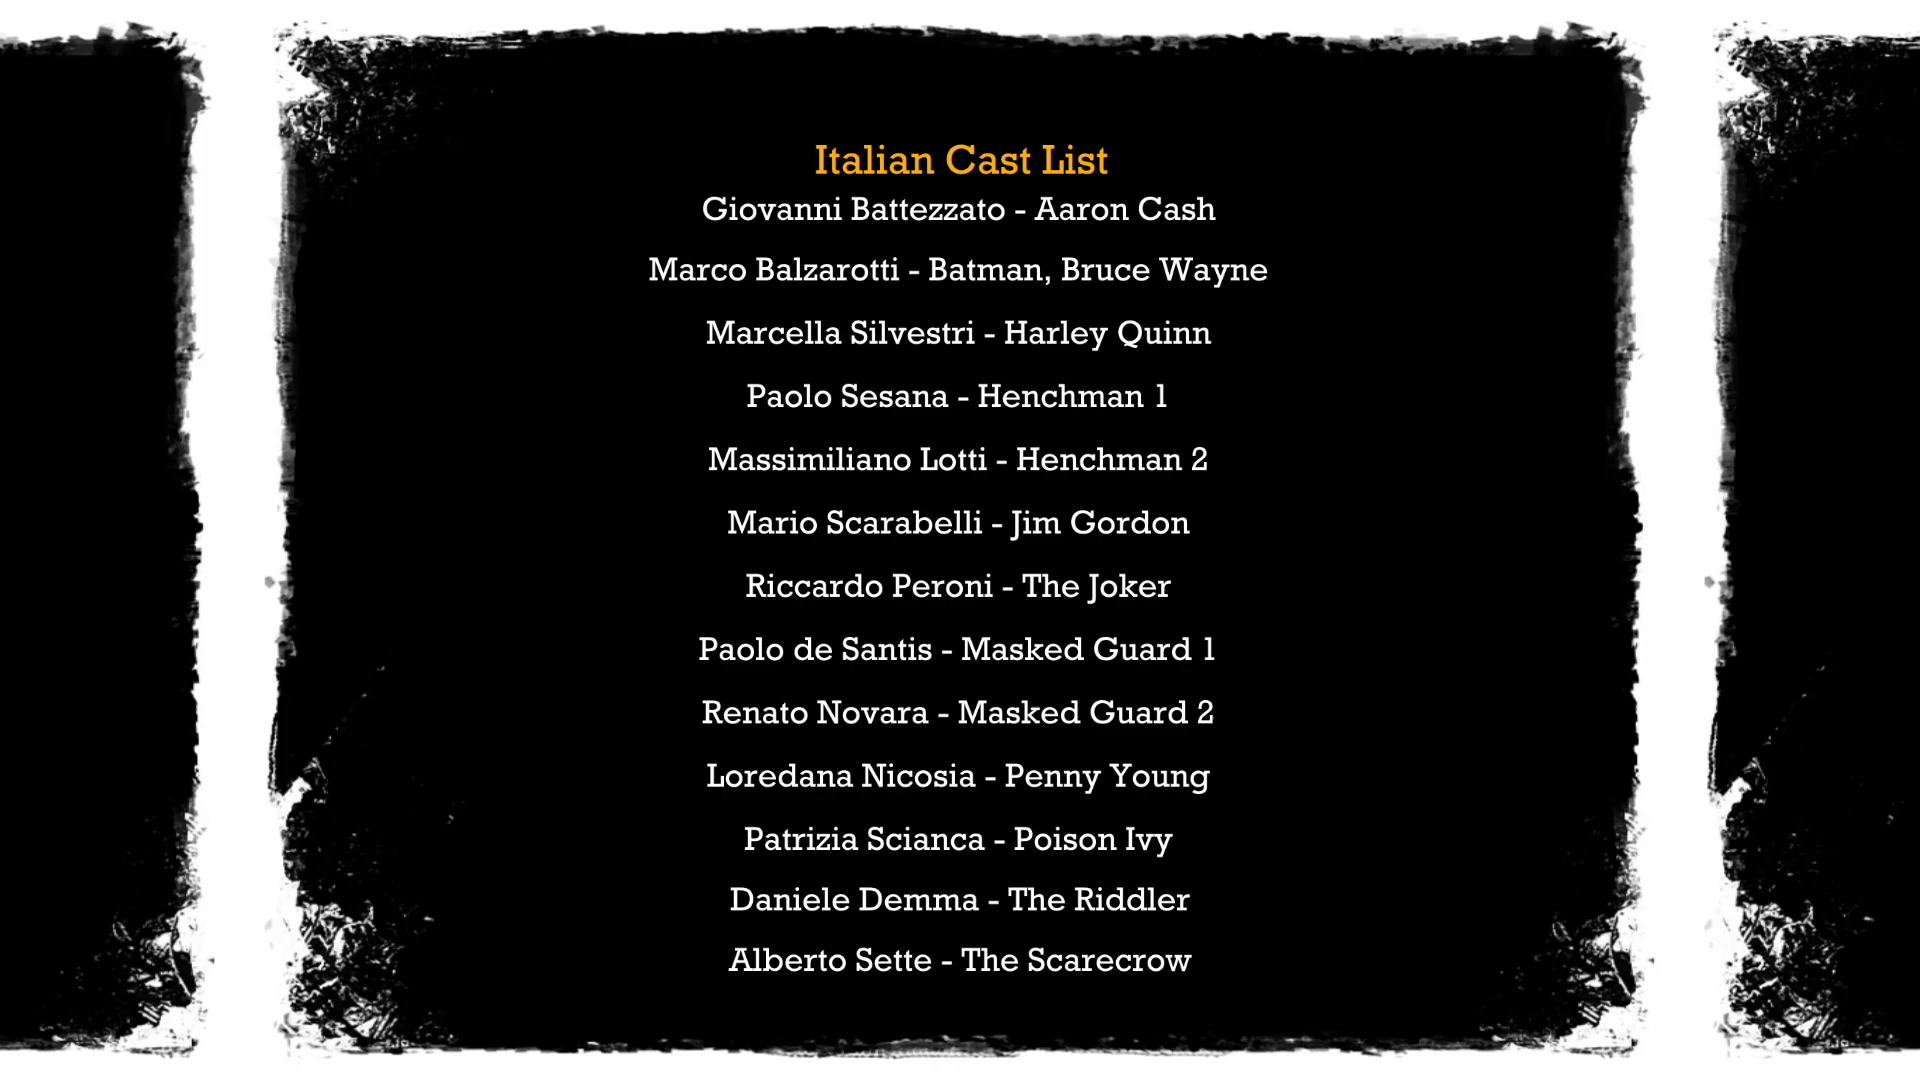 Italian Cast List
Giovanni Battezzato - Aaron Cash
Marco Balzarotti - Batman, Bruce Wayne
Marcella Silvestri - Harley Quinn
Paolo Sesana - Henchman 1
Massimiliano Lotti - Henchman 2
Mario Scarabelli - Jim Gordon
Riccardo Peroni - The Joker
Paolo de Santis - Masked Guard 1
Renato Novara - Masked Guard 2
Loredana Nicosia - Penny Young
Patrizia Scianca - Poison Ivy
Daniele Demma - The Riddler
Alberto Sette - The Scarecrow